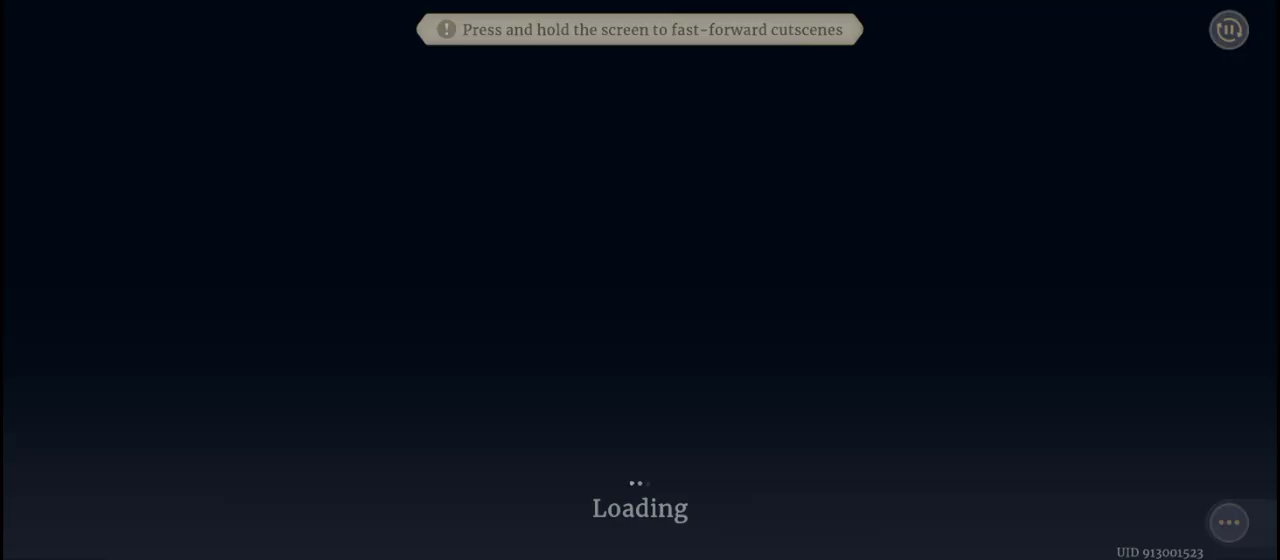 Press and hold the screen to fast-forward cutscenes
Loading
UID 913001523